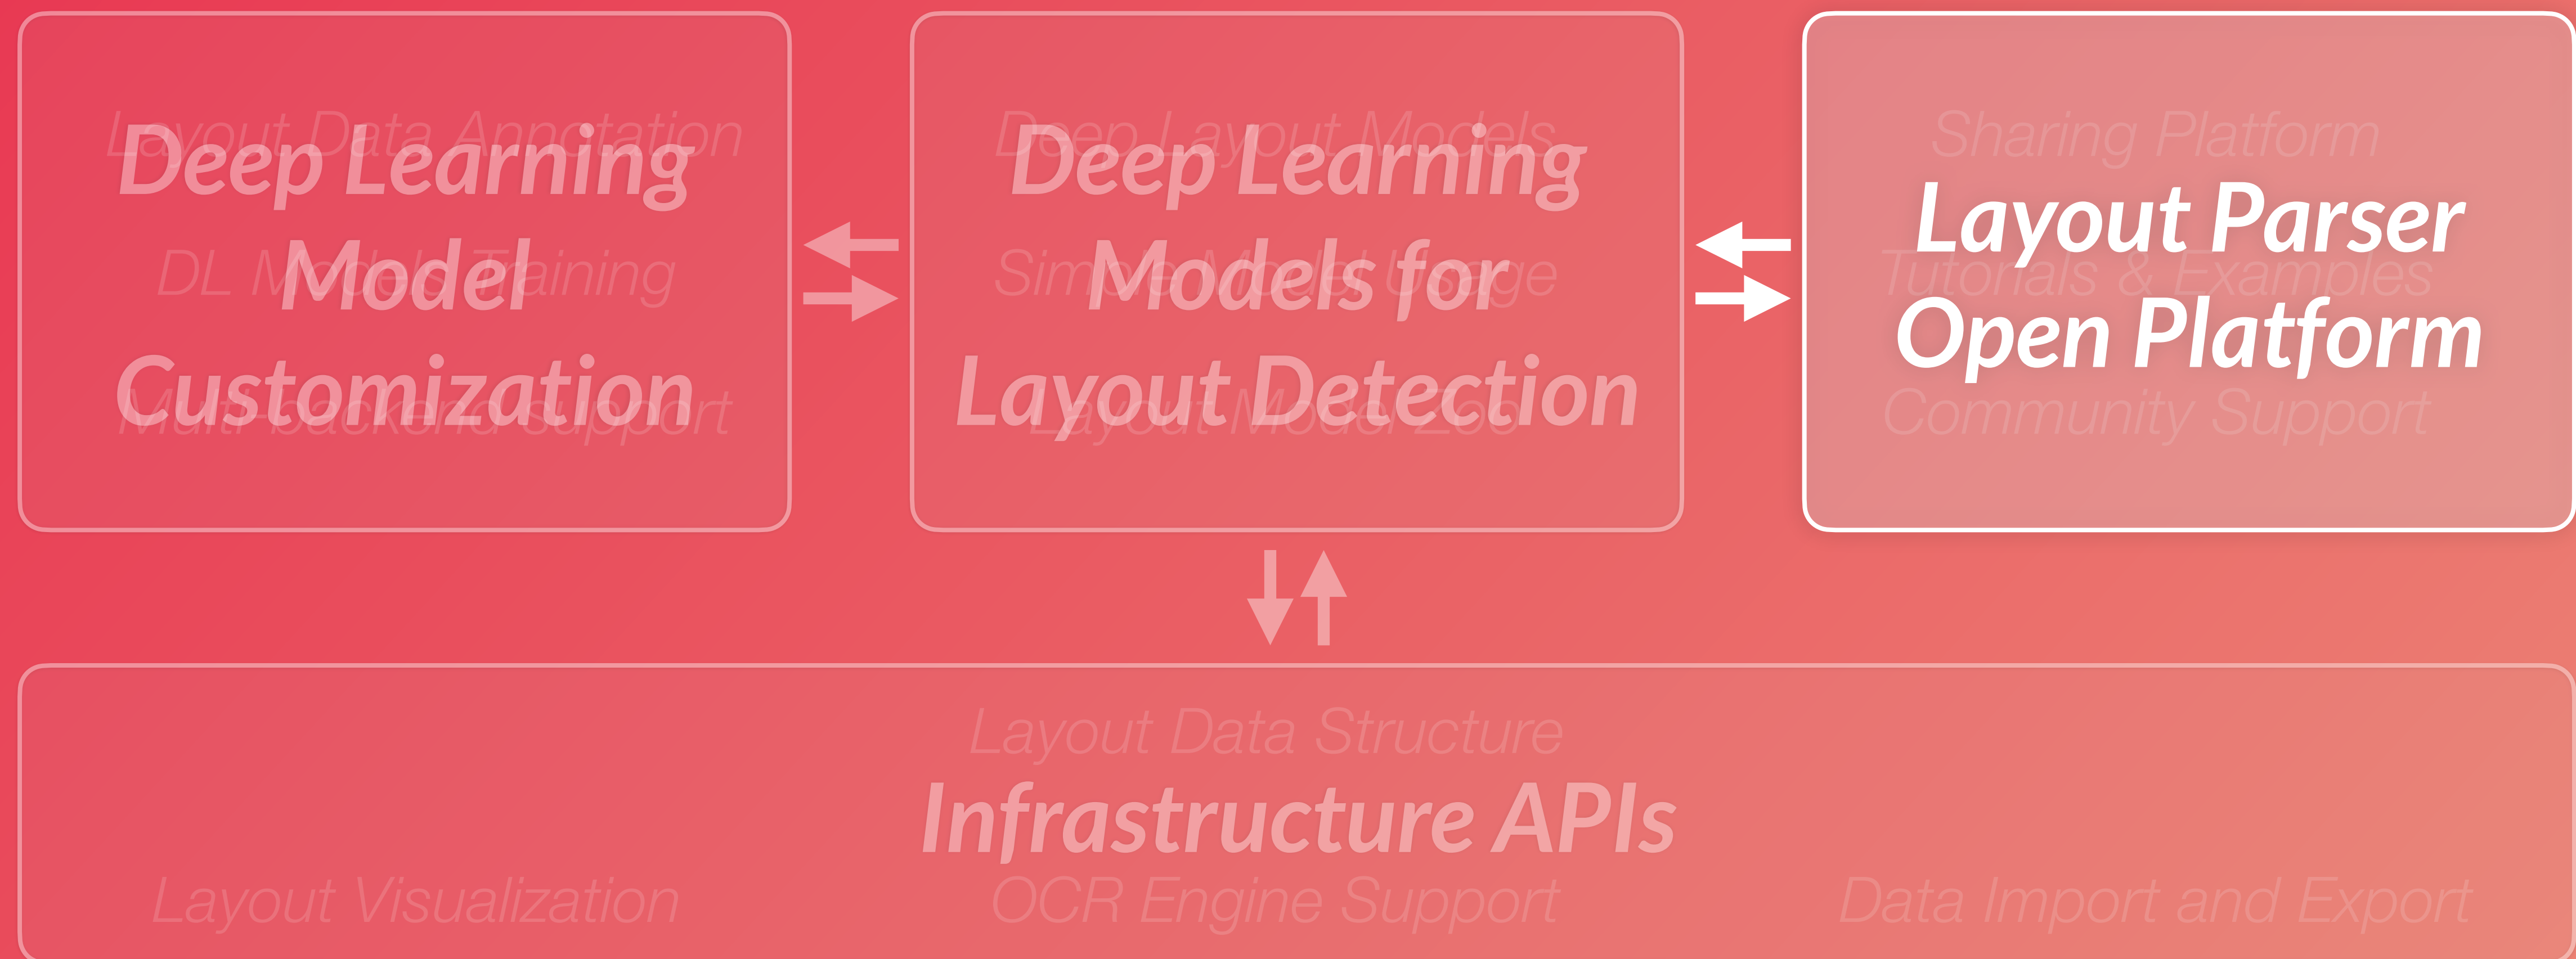 Layout Data Annotation
Deep Learning
DL Models Training
Model
Customization
Multi-backend support
Deep Layout Models
Deep Learning
Simple Model Usage
Models for
Layout Detection
Layout Model Zoo
Sharing Platform
Layout Parser
Tutorials & Examples
Open Platform
Community Support
Layout Data Structure
Infrastructure APIs
Layout Visualization
OCR Engine Support
Data Import and Export